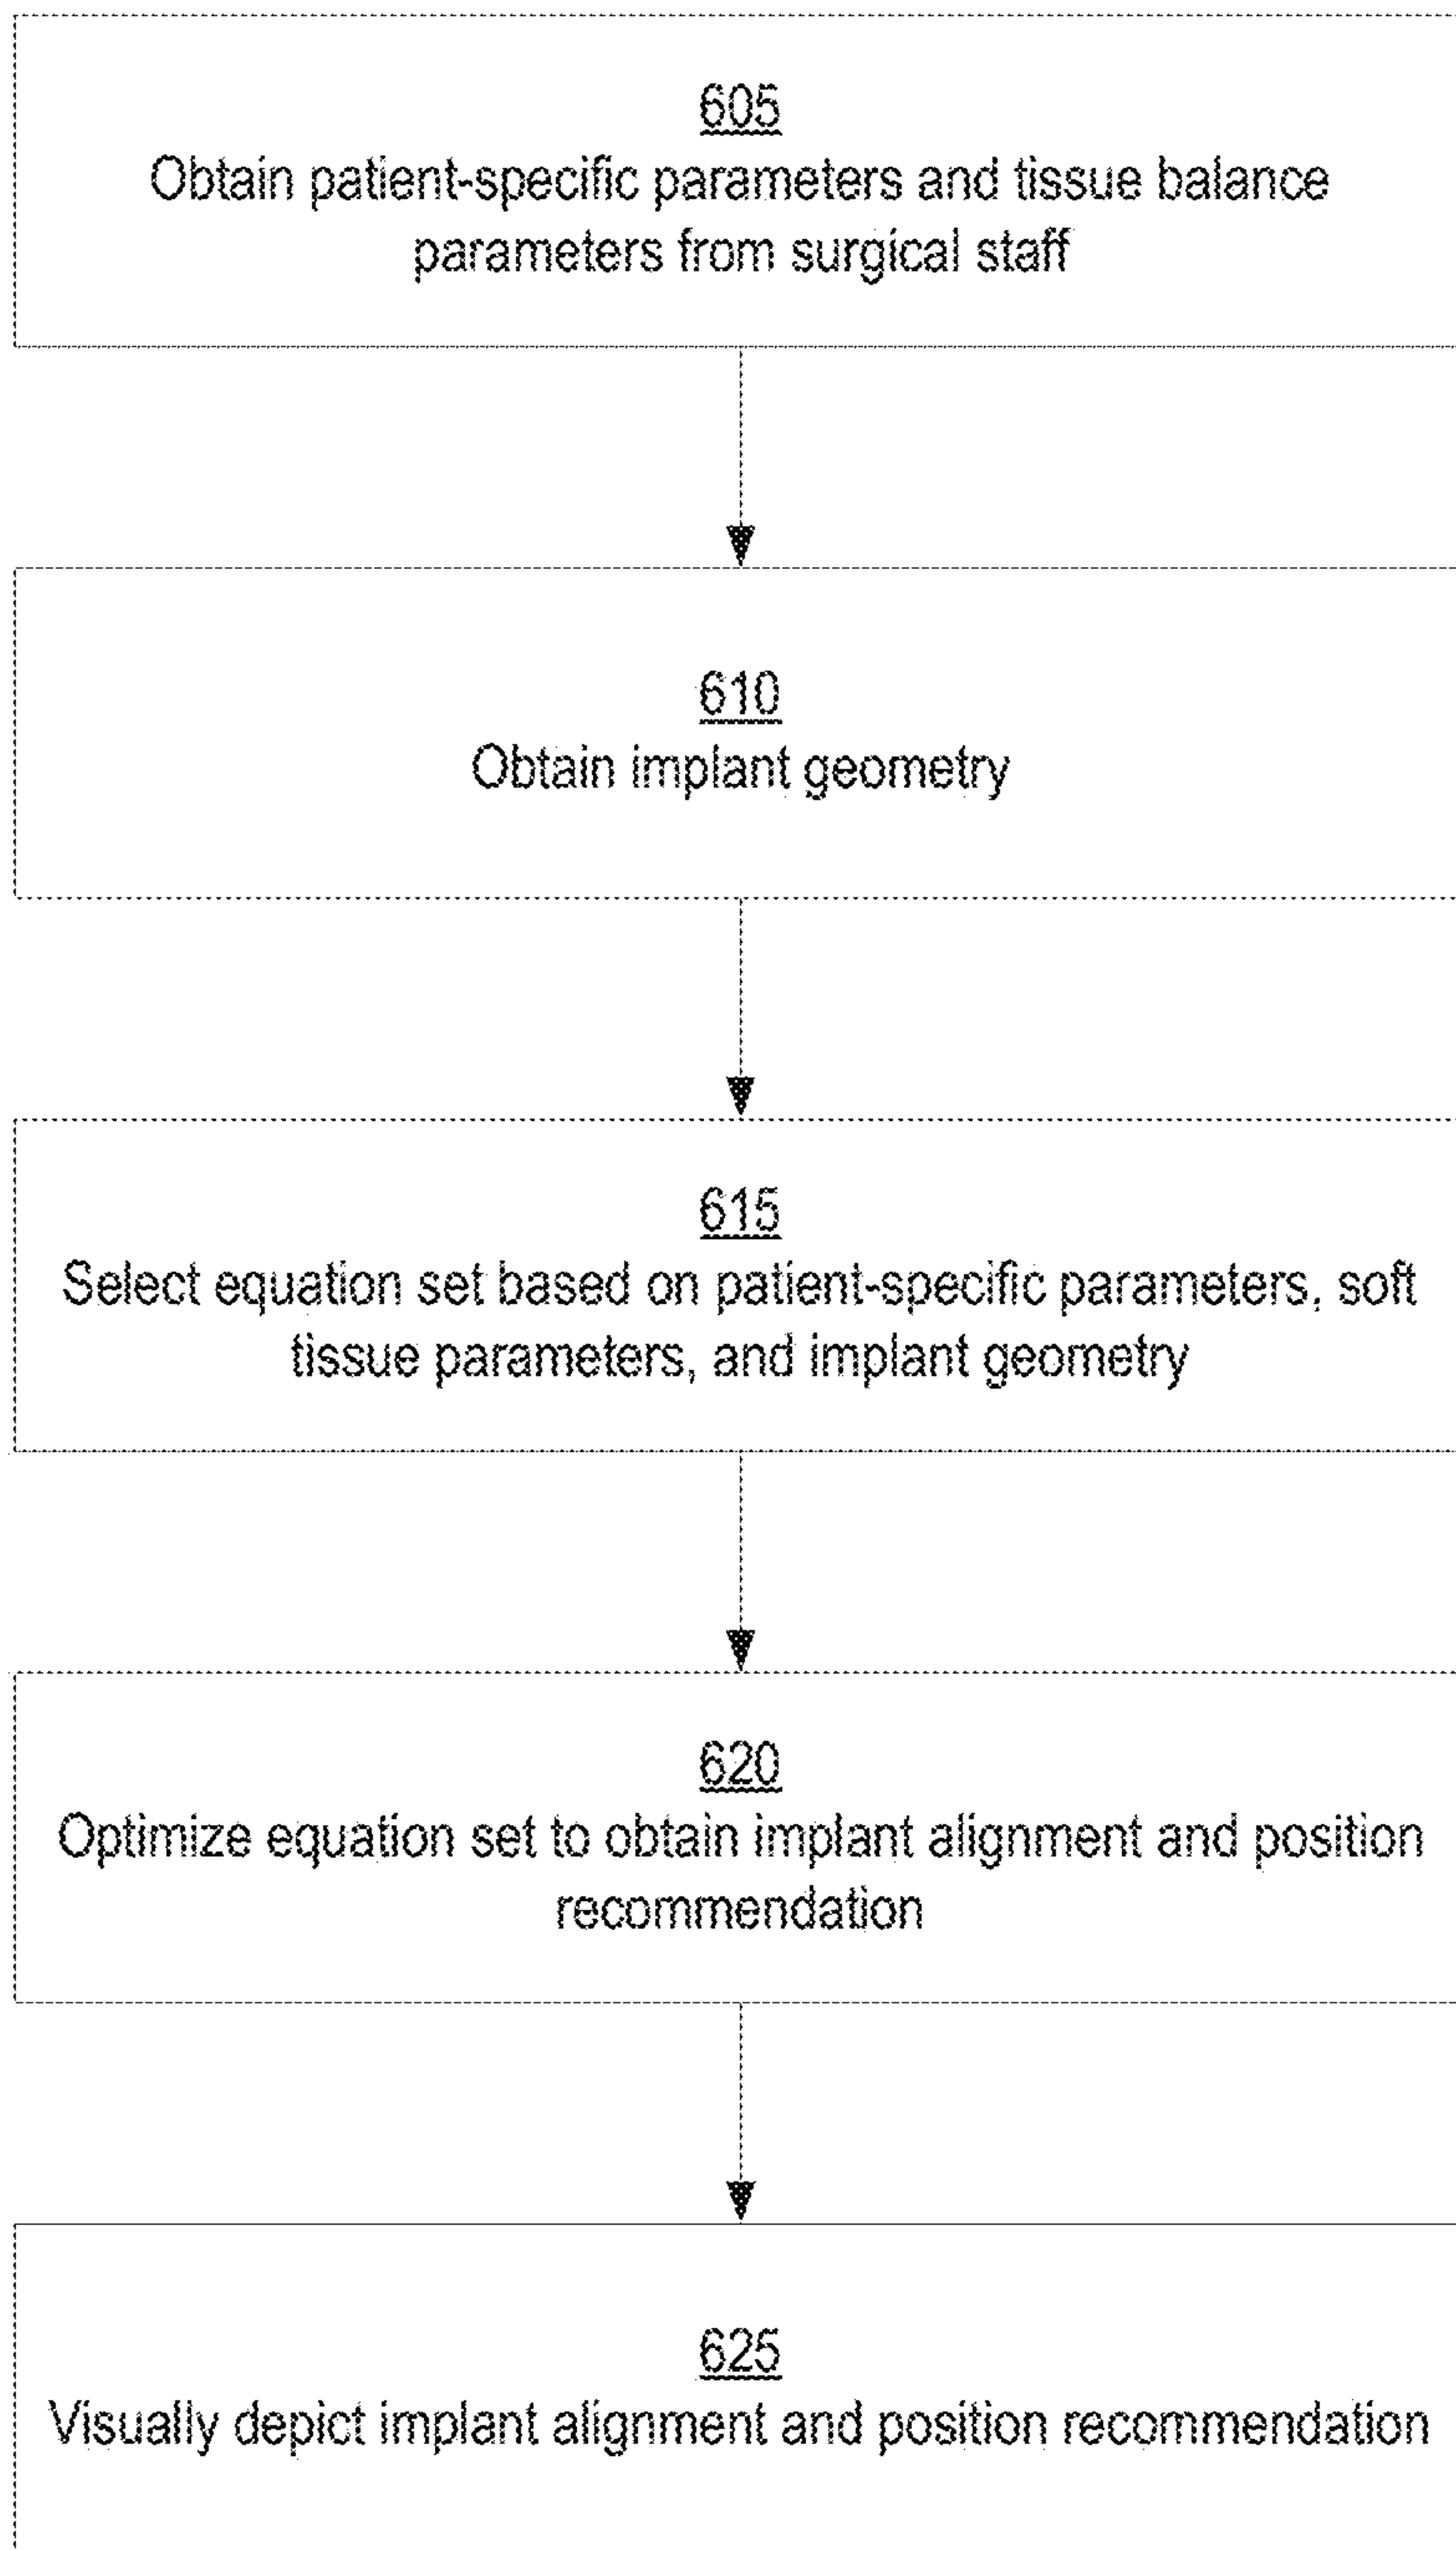 605
Obtain patient-specific parameters and tissue balance
parameters from surgical staff
610
Obtain implant geometry
615
Select equation set based on patient-specific parameters, soft
tissue parameters, and implant geometry
620
Optimize equation set to obtain implant alignment and position
recommendation
625
Visually depict implant alignment and position recommendation